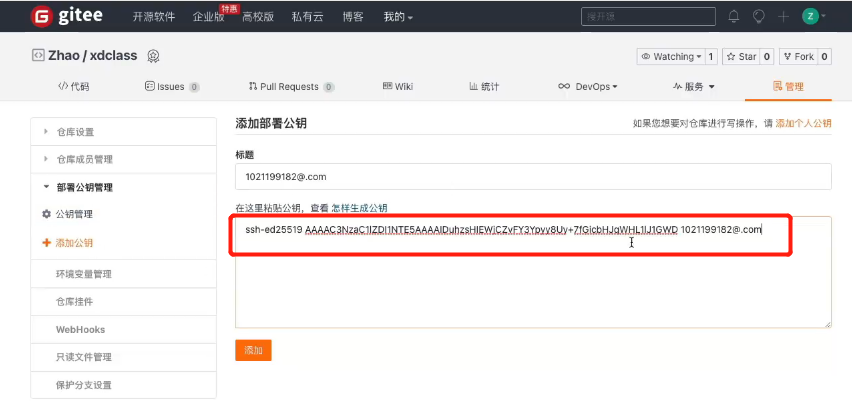 gitee 开源软件 企业版 特惠 高校版 私有云 博客 我的 搜开源 Z
Zhao / xdclass Watching 1 Star 0 Fork 0
代码 Issues 0 Pull Requests 0 Wiki 统计 DevOps 服务 管理
仓库设置
仓库成员管理
部署公钥管理
公钥管理
添加公钥
环境变量管理
仓库挂件
WebHooks
只读文件管理
保护分支设置
添加部署公钥 如果您想要对仓库进行写操作，请 添加个人公钥
标题
1021199182@.com
在这里粘贴公钥，查看 怎样生成公钥
ssh-ed25519 1021199182@.com
添加